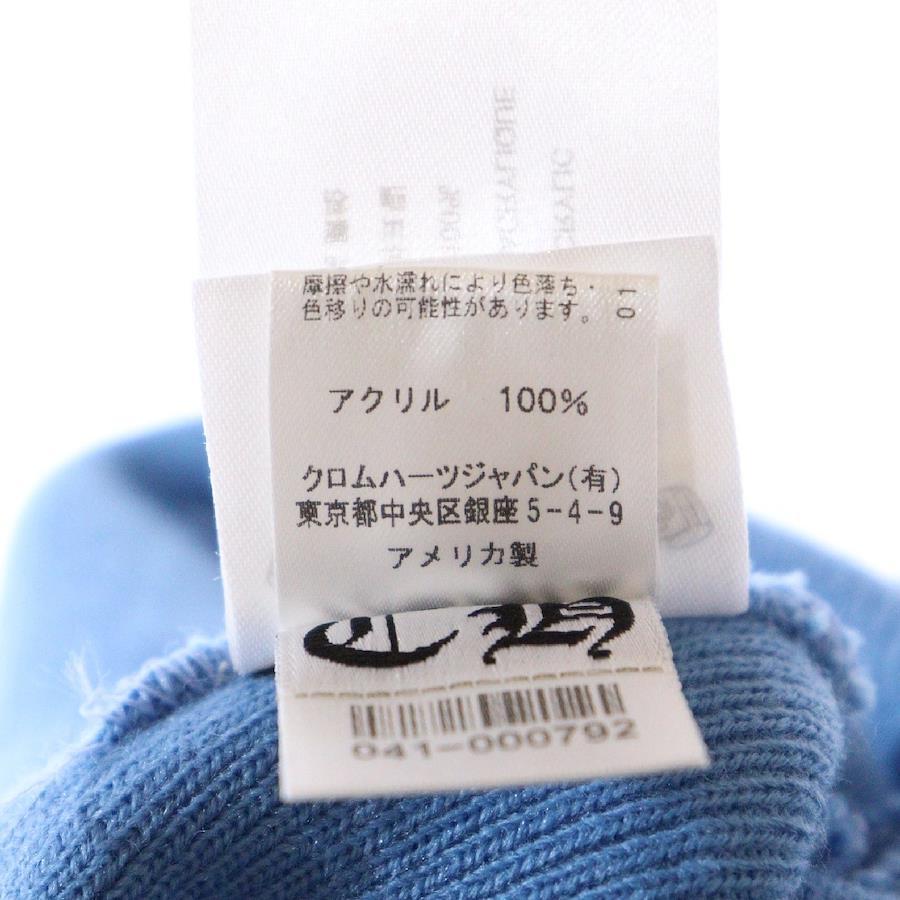 摩擦や水濡れにより色落ち・
色移りの可能性があります。
01
アクリル 100%
クロムハーツジャパン(有)
東京都中央区銀座5-4-9
アメリカ製
CH
041-000792
ACRYLIQUE